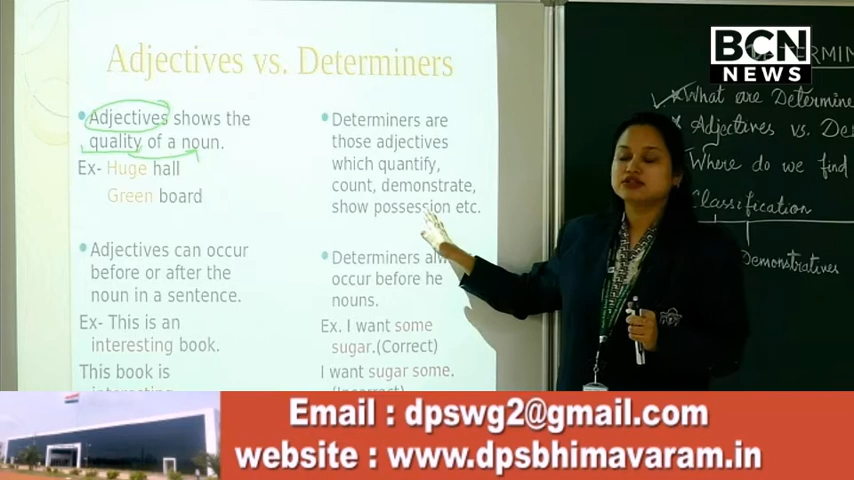 Adjectives vs. Determiners
Adjectives shows the
quality of a noun.
Ex- Huge hall
Green board
Adjectives can occur
before or after the
noun in a sentence.
Ex- This is an
interesting book.
This book is
interesting
Determiners are
those adjectives
which quantify,
count, demonstrate,
show possession etc.
Determiners
occur before he
nouns.
Ex. I want some
sugar.(Correct)
I want sugar some.
(Incorrect)
BCN
NEWS
What are Determine
Adjectives vs. De
Where do we find
Classification
Demonstratives
Email : dpswg2@gmail.com
website : www.dpsbhimavaram.in